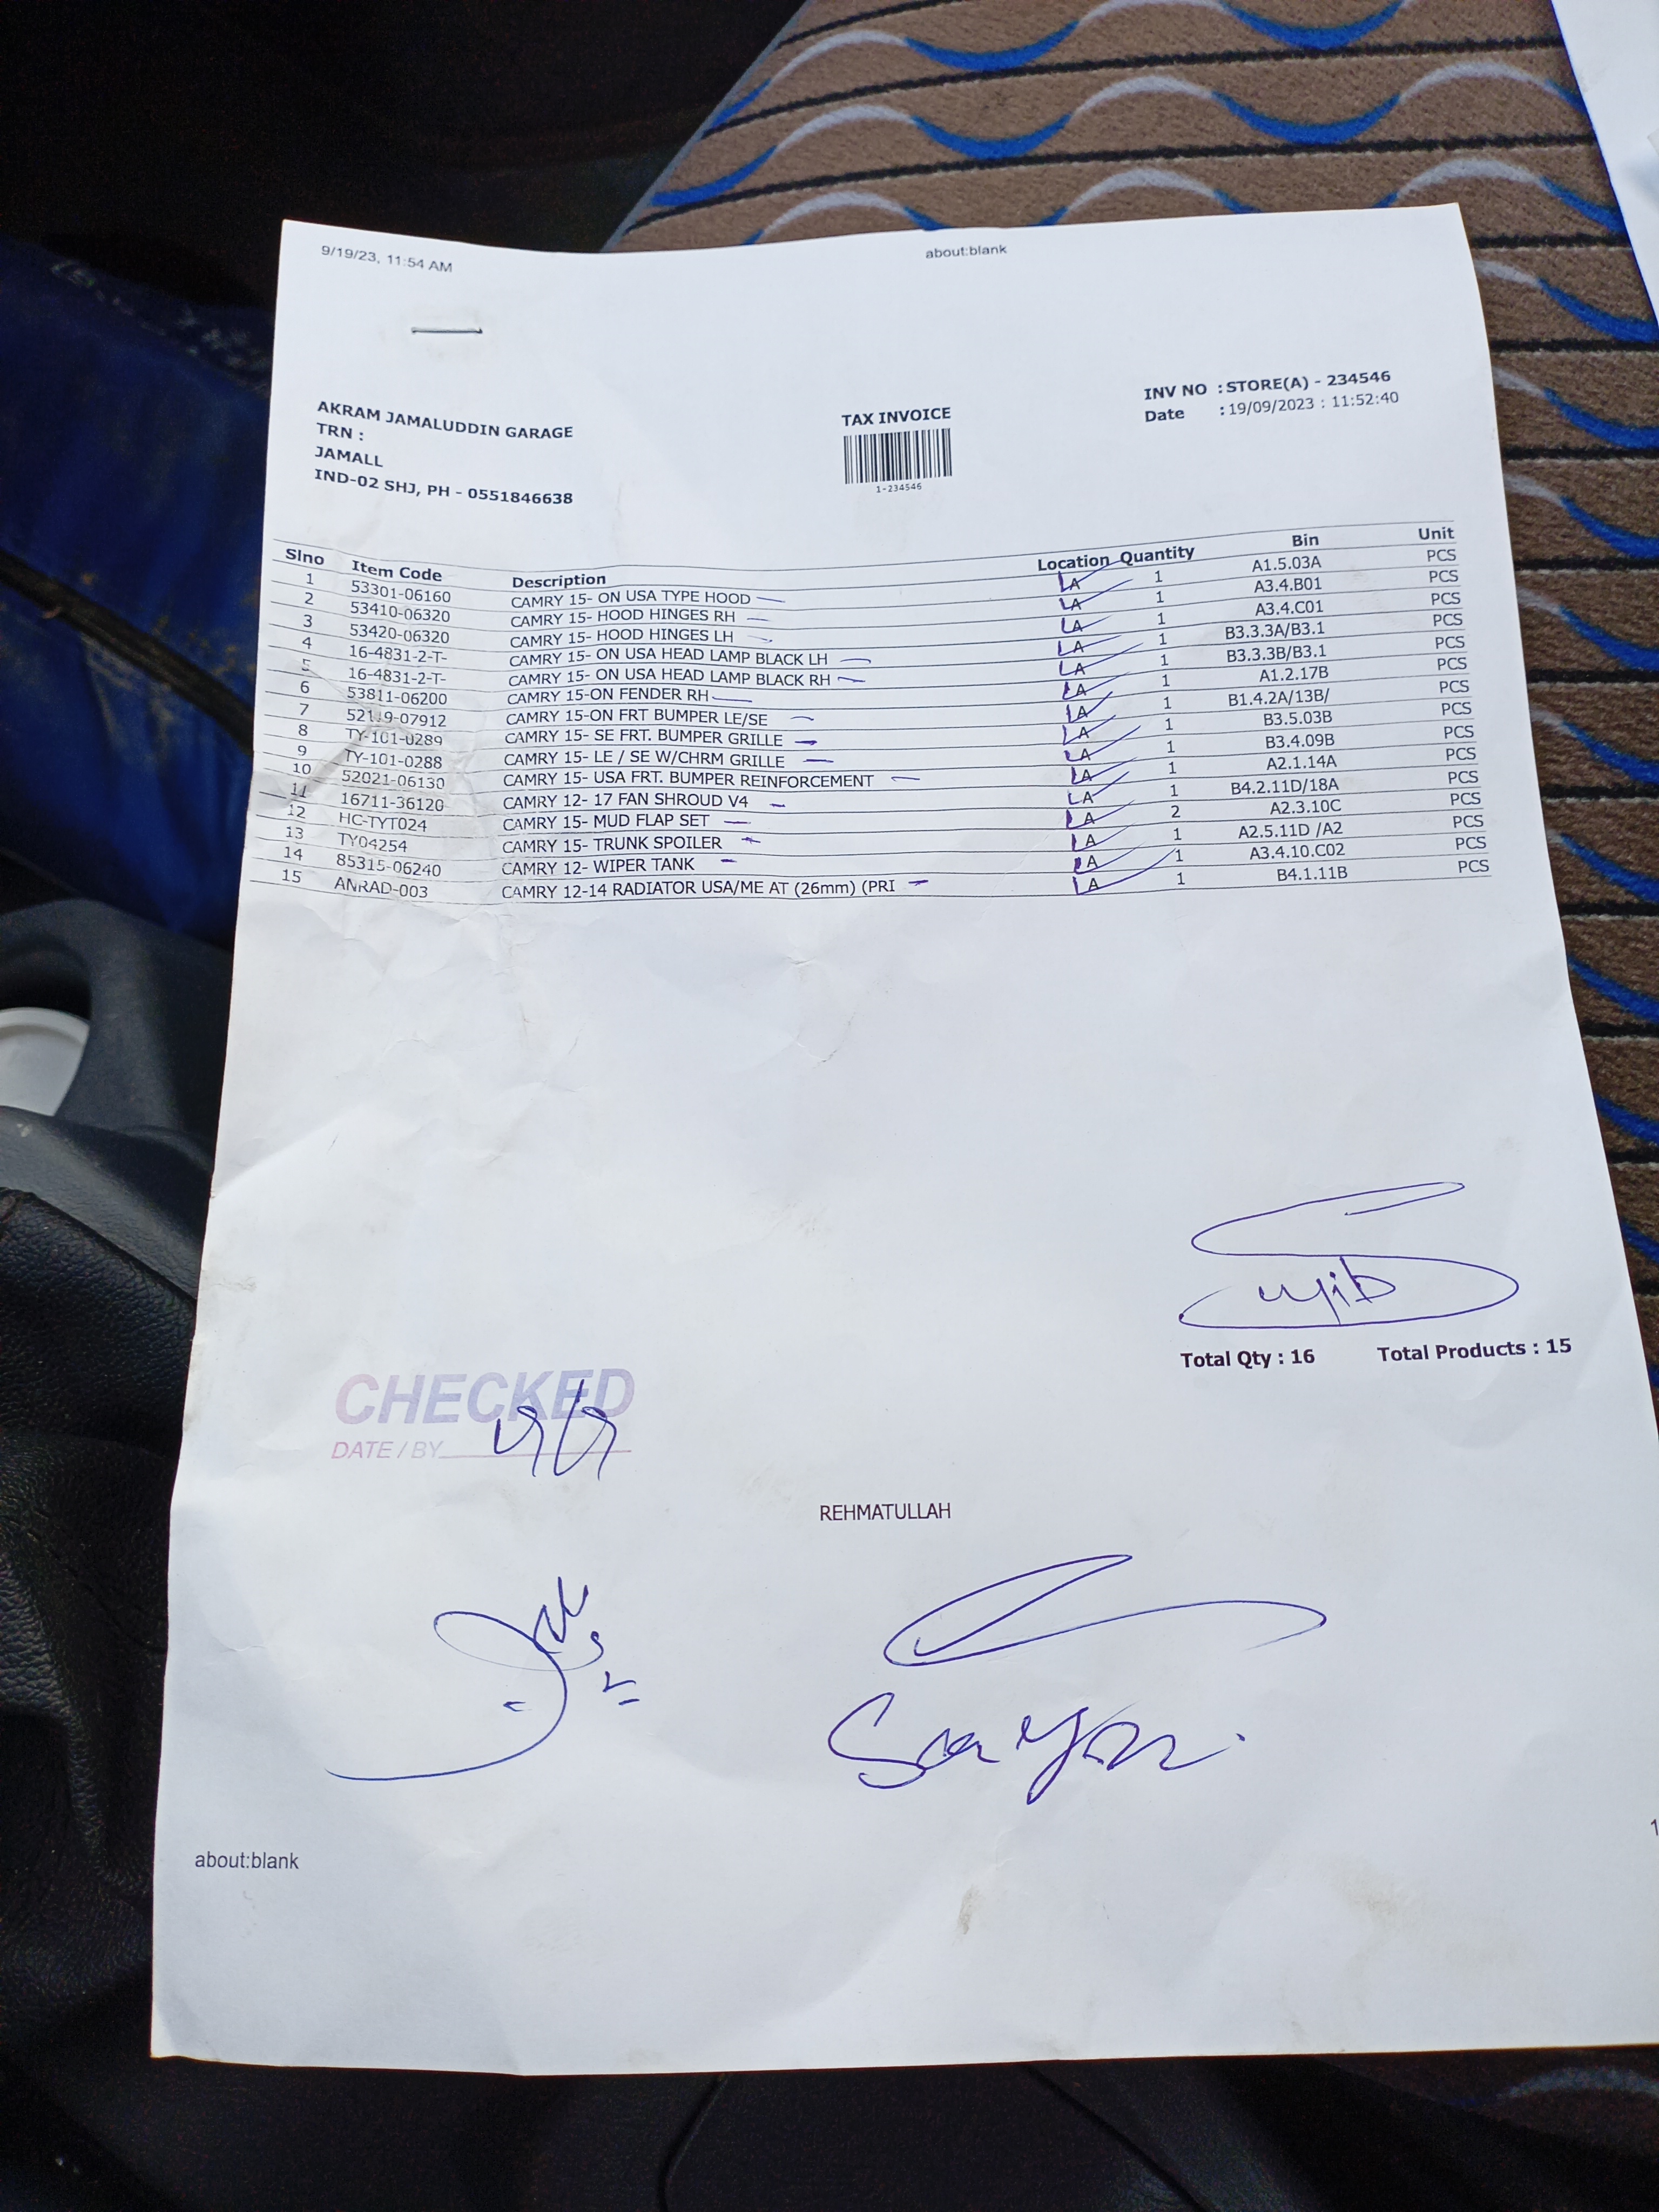 9/19/23, 11:54 AM about:blank
AKRAM JAMALUDDIN GARAGE
TRN :
JAMALL
IND-02 SHJ, PH - 0551846638
TAX INVOICE
1-234546
INV NO : STORE(A) - 234546
Date : 19/09/2023 : 11:52:40
Slno Item Code Description Location Quantity Bin Unit
1 53301-06160 CAMRY 15- ON USA TYPE HOOD LA 1 A1.5.03A PCS
2 53410-06320 CAMRY 15- HOOD HINGES RH LA 1 A3.4.B01 PCS
3 53420-06320 CAMRY 15- HOOD HINGES LH LA 1 A3.4.C01 PCS
4 16-4831-2-T- CAMRY 15- ON USA HEAD LAMP BLACK LH LA 1 B3.3.3A/B3.1 PCS
5 16-4831-2-T- CAMRY 15- ON USA HEAD LAMP BLACK RH LA 1 B3.3.3B/B3.1 PCS
6 53811-06200 CAMRY 15-ON FENDER RH LA 1 A1.2.17B PCS
7 52119-07912 CAMRY 15-ON FRT BUMPER LE/SE LA 1 B1.4.2A/13B/ PCS
8 TY-101-0289 CAMRY 15- SE FRT. BUMPER GRILLE LA 1 B3.5.03B PCS
9 TY-101-0288 CAMRY 15- LE / SE W/CHRM GRILLE LA 1 B3.4.09B PCS
10 52021-06130 CAMRY 15- USA FRT. BUMPER REINFORCEMENT LA 1 A2.1.14A PCS
11 16711-36120 CAMRY 12- 17 FAN SHROUD V4 LA 1 B4.2.11D/18A PCS
12 HC-TYT024 CAMRY 15- MUD FLAP SET LA 2 A2.3.10C PCS
13 TY04254 CAMRY 15- TRUNK SPOILER LA 1 A2.5.11D /A2 PCS
14 85315-06240 CAMRY 12- WIPER TANK LA 1 A3.4.10.C02 PCS
15 ANRAD-003 CAMRY 12-14 RADIATOR USA/ME AT (26mm) (PRI LA 1 B4.1.11B PCS
Total Qty : 16 Total Products : 15
CHECKED
DATE / BY
REHMATULLAH
about:blank